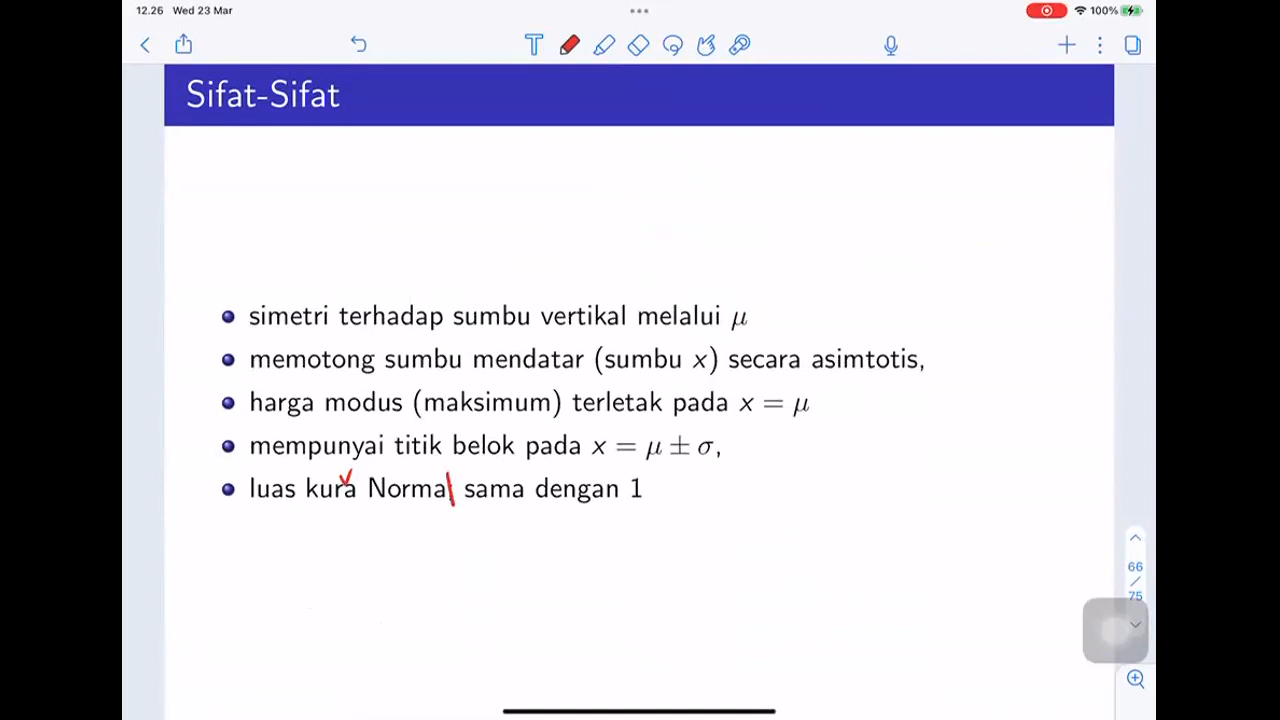 12.26 Wed 23 Mar
100%
T
Sifat-Sifat
simetri terhadap sumbu vertikal melalui μ
memotong sumbu mendatar (sumbu x) secara asimtotis,
harga modus (maksimum) terletak pada x = μ
mempunyai titik belok pada x = μ ± σ,
v
luas kura Normal sama dengan 1
66
/
75